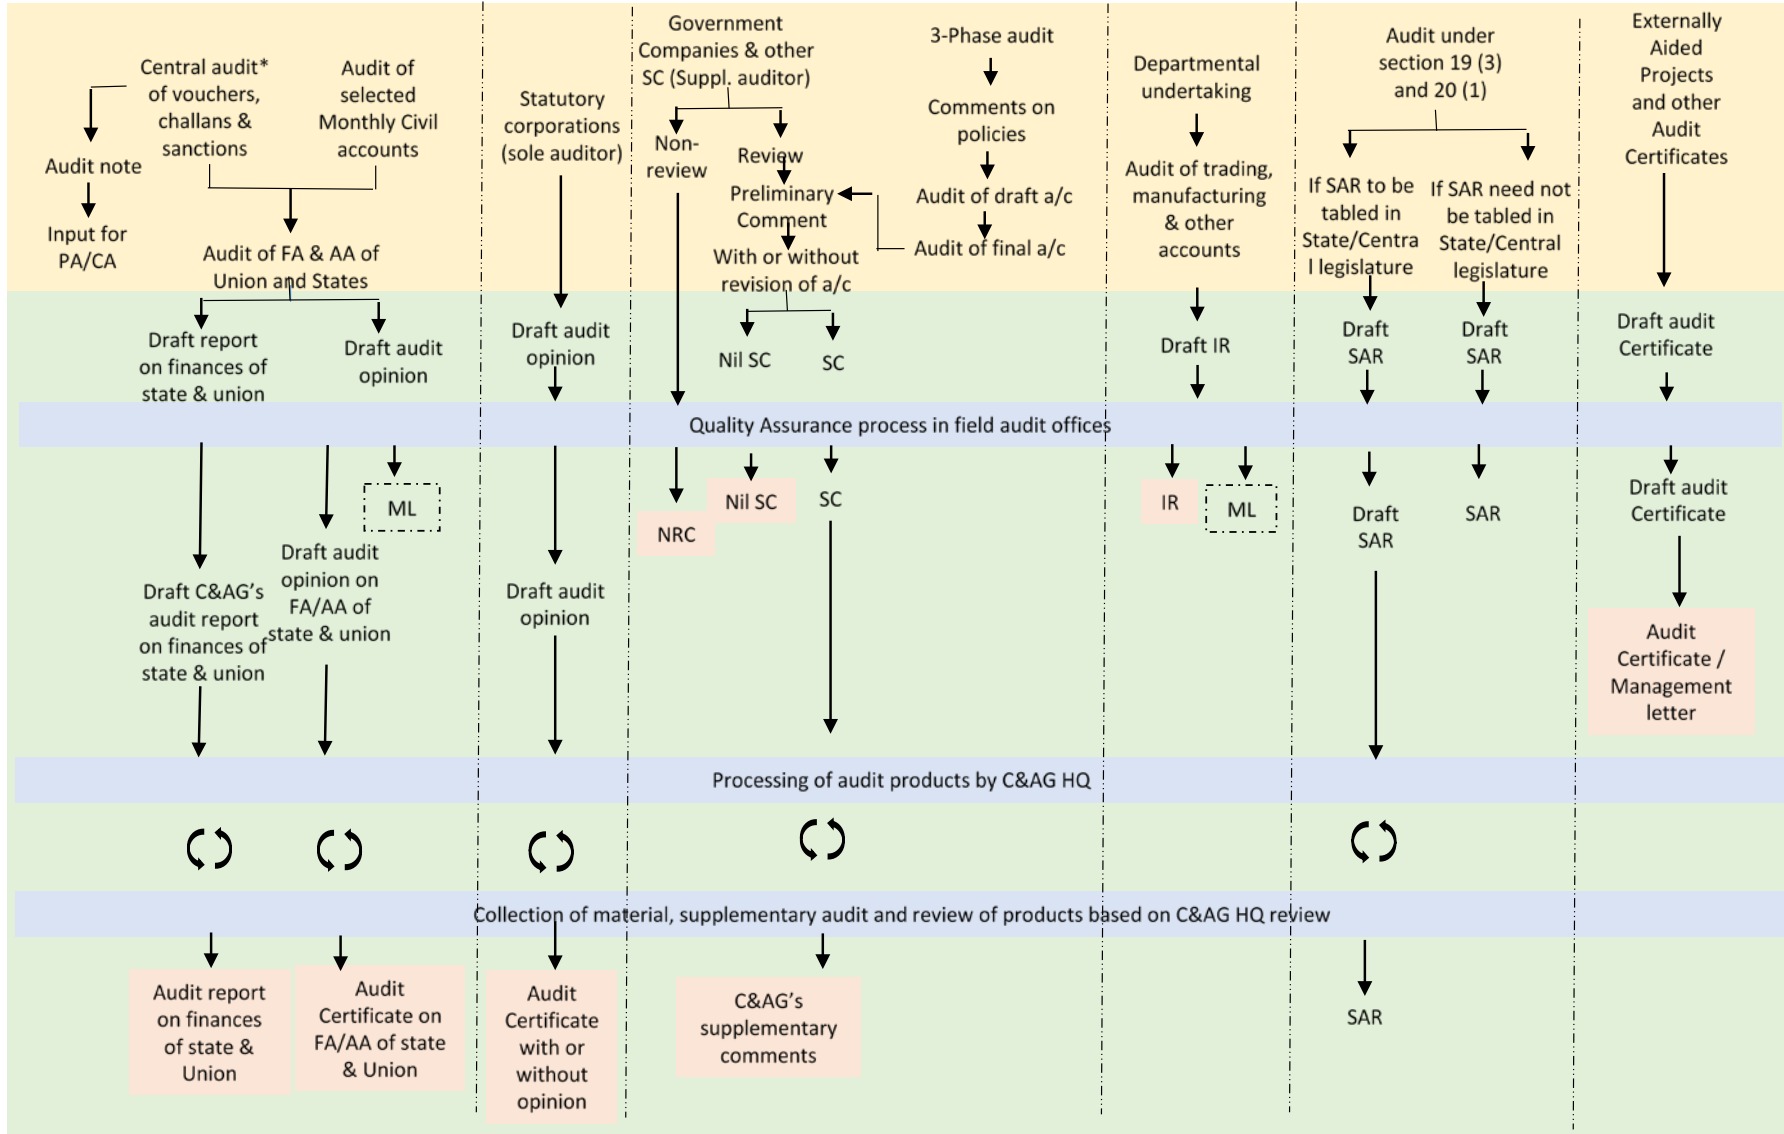 Central audit*
of vouchers,
challans &
sanctions
Audit note
Input for
PA/CA
Audit of
selected
Monthly Civil
accounts
Audit of FA & AA of
Union and States
Draft report
on finances of
state & union
Draft audit
opinion
Statutory
corporations
(sole auditor)
Draft audit
opinion
Government
Companies & other
SC (Suppl. auditor)
Non-
review
Review
Preliminary
Comment
With or without
revision of a/c
Nil SC
SC
3-Phase audit
Comments on
policies
Audit of draft a/c
Audit of final a/c
Departmental
undertaking
Audit of trading,
manufacturing
& other
accounts
Draft IR
Audit under
section 19 (3)
and 20 (1)
If SAR to be
tabled in
State/Centra
l legislature
If SAR need not
be tabled in
State/Central
legislature
Draft
SAR
Draft
SAR
Externally
Aided
Projects
and other
Audit
Certificates
Draft audit
Certificate
Quality Assurance process in field audit offices
ML
Draft C&AG's
audit report
on finances of
state & union
Draft audit
opinion on
FA/AA of
state & union
Draft audit
opinion
NRC
Nil SC
SC
IR
ML
Draft
SAR
SAR
Draft audit
Certificate
Audit
Certificate /
Management
letter
Processing of audit products by C&AG HQ
Collection of material, supplementary audit and review of products based on C&AG HQ review
Audit report
on finances
of state &
Union
Audit
Certificate on
FA/AA of state
& Union
Audit
Certificate
with or
without
opinion
C&AG's
supplementary
comments
SAR